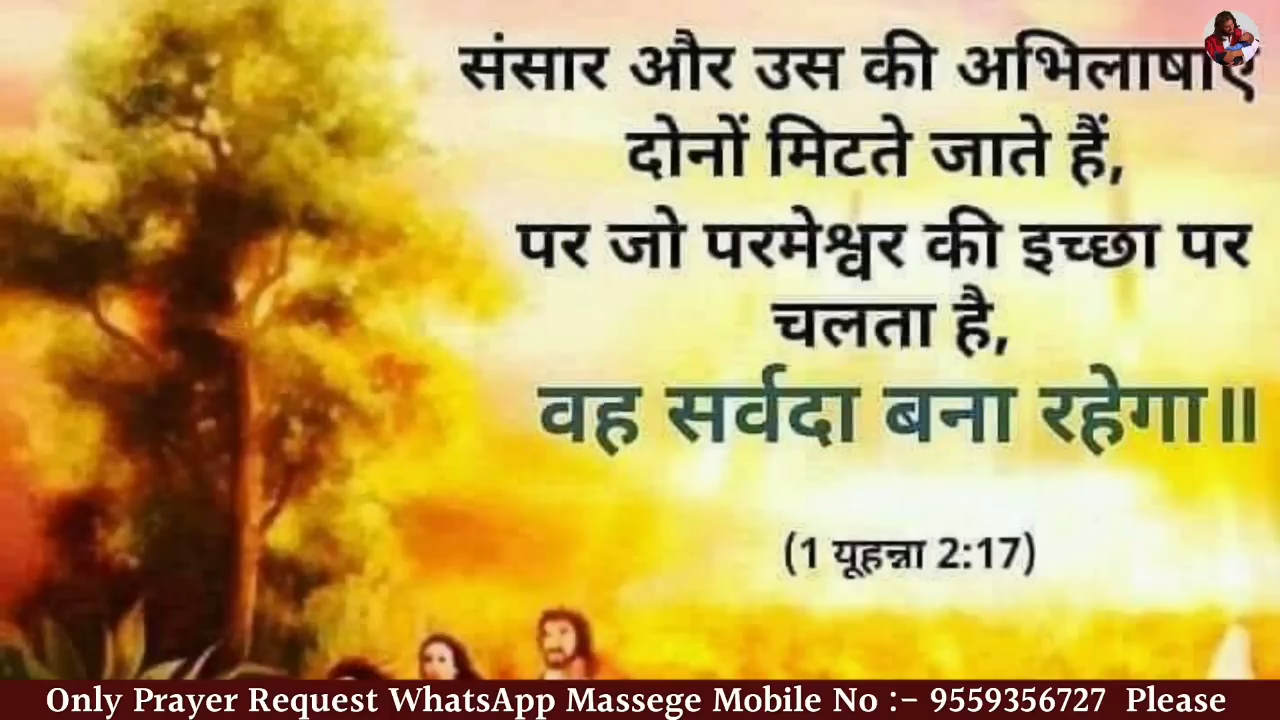 संसार और उस की अभिलाषाएं
दोनों मिटते जाते हैं,
पर जो परमेश्वर की इच्छा पर
चलता है,
वह सर्वदा बना रहेगा॥
(1 यूहन्ना 2:17)
Only Prayer Request WhatsApp Massege Mobile No :- 9559356727 Please